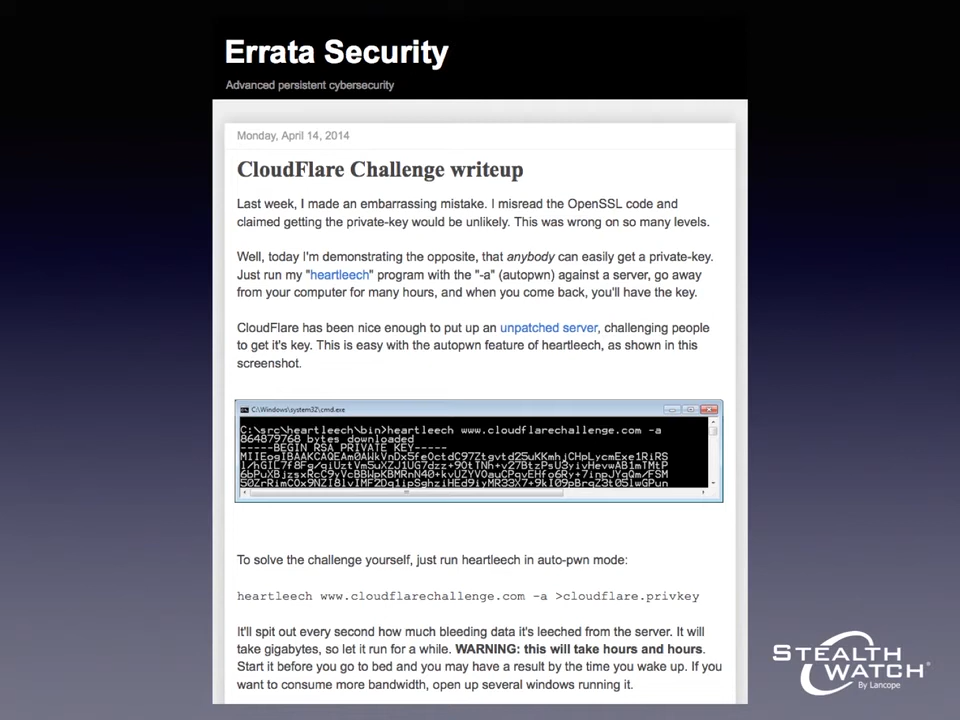 Errata Security
Advanced persistent cybersecurity
Monday, April 14, 2014
CloudFlare Challenge writeup
Last week, I made an embarrassing mistake. I misread the OpenSSL code and
claimed getting the private-key would be unlikely. This was wrong on so many levels.
Well, today I'm demonstrating the opposite, that anybody can easily get a private-key.
Just run my "heartleech" program with the "-a" (autopwn) against a server, go away
from your computer for many hours, and when you come back, you'll have the key.
CloudFlare has been nice enough to put up an unpatched server, challenging people
to get it's key. This is easy with the autopwn feature of heartleech, as shown in this
screenshot.
C:\Windows\system32\cmd.exe
C:\src\heartleech\bin>heartleech www.cloudflarechallenge.com -a
864879768 bytes downloaded
-----BEGIN RSA PRIVATE KEY-----
To solve the challenge yourself, just run heartleech in auto-pwn mode:
heartleech www.cloudflarechallenge.com -a >cloudflare.privkey
It'll spit out every second how much bleeding data it's leeched from the server. It will
take gigabytes, so let it run for a while. WARNING: this will take hours and hours.
Start it before you go to bed and you may have a result by the time you wake up. If you
want to consume more bandwidth, open up several windows running it.
STEALTH
WATCH®
By Lancope